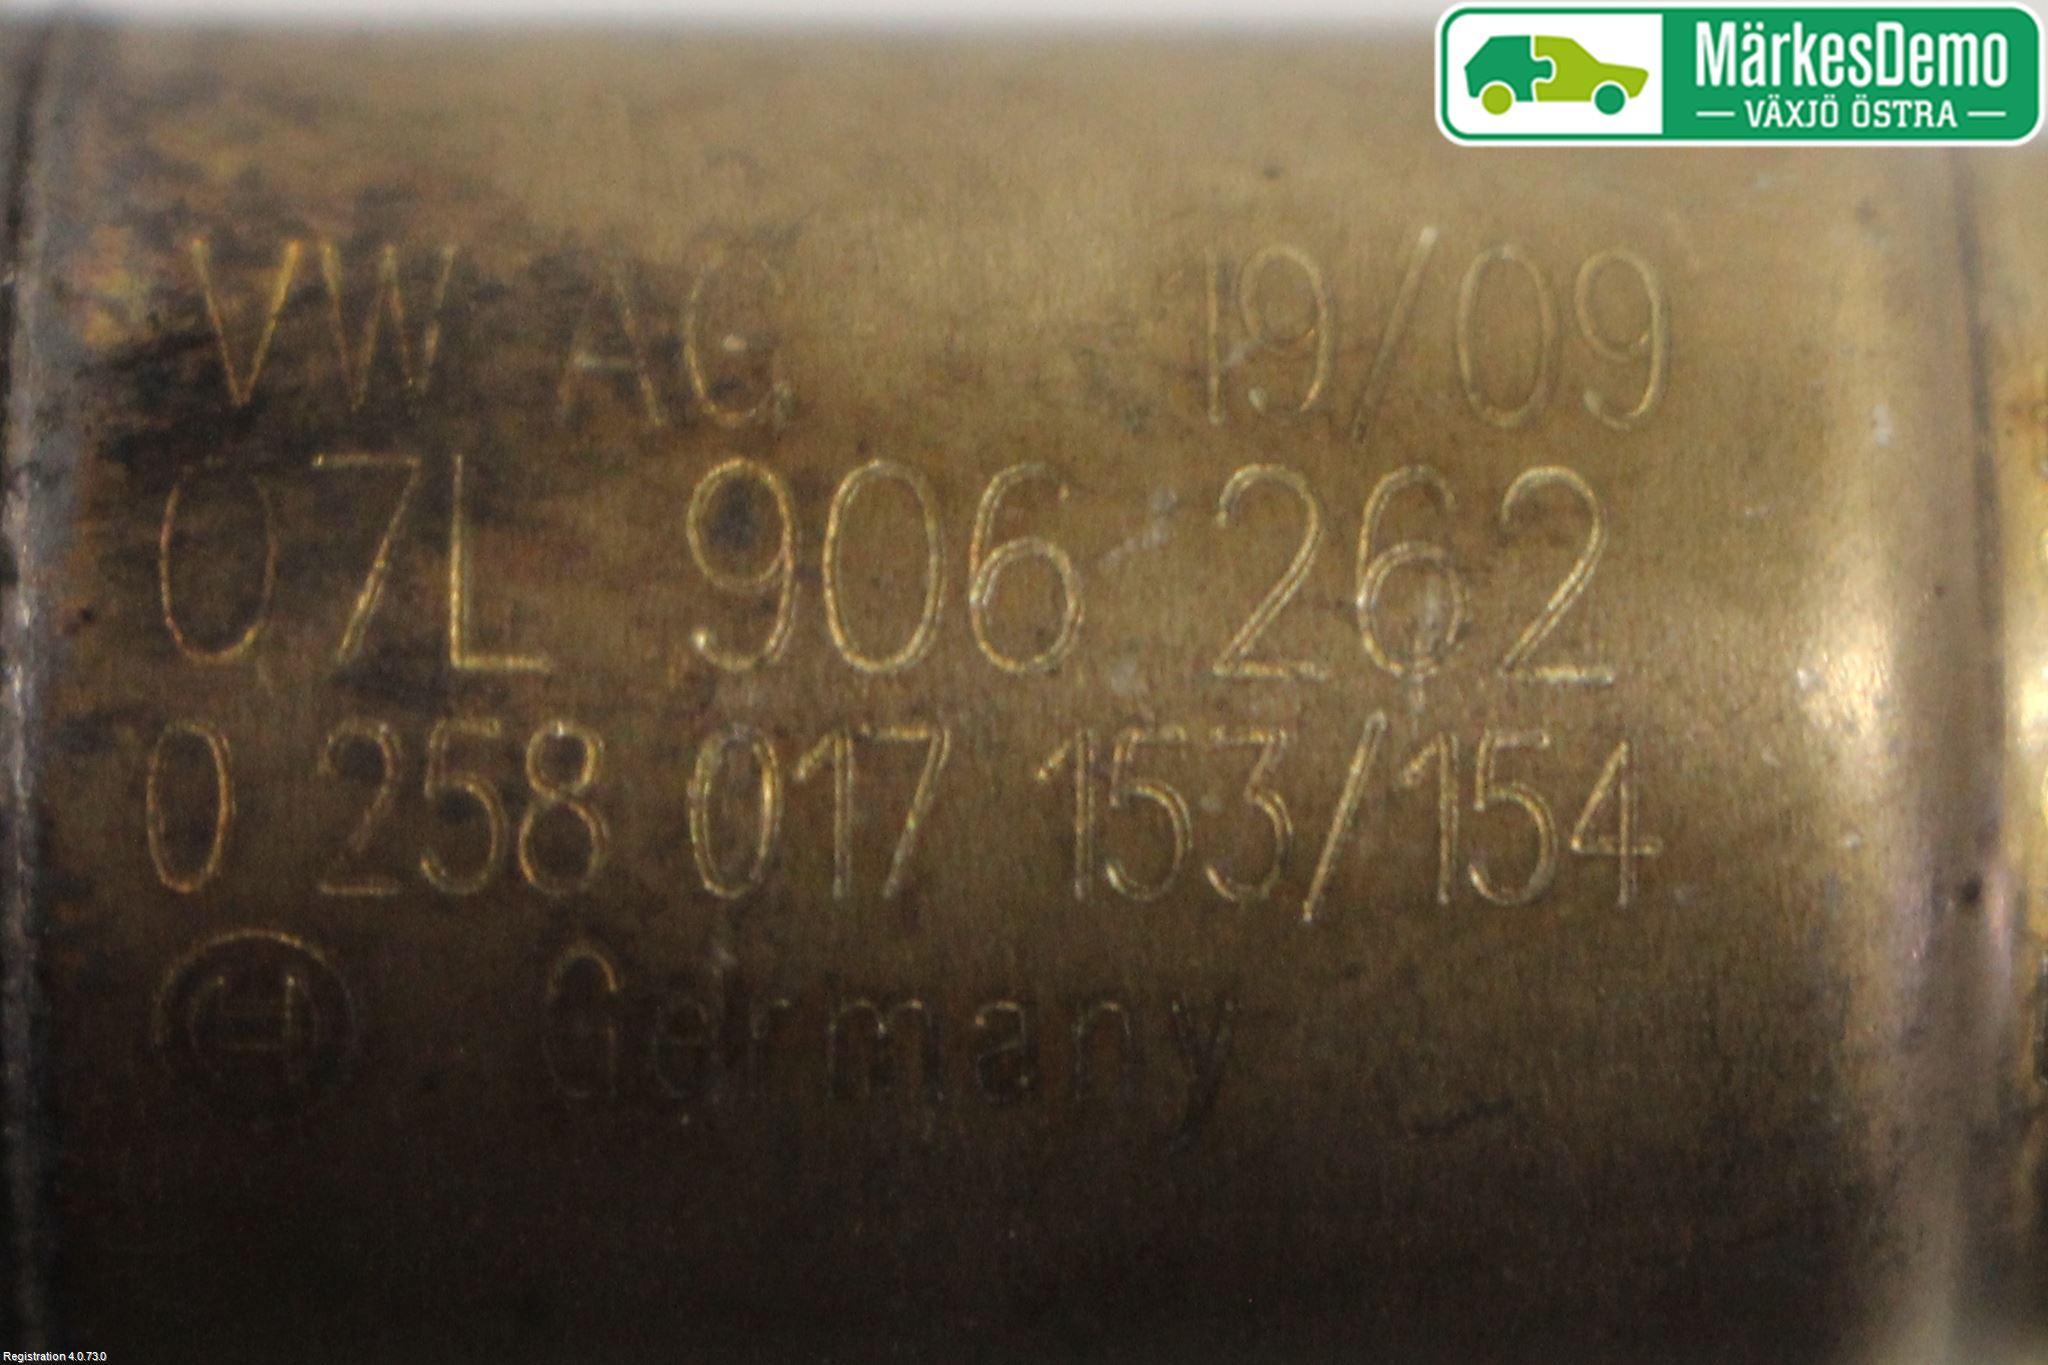 MärkesDemo
VÄXJÖ ÖSTRA
VW AG 19/09
07L 906 262
0 258 017 153/154
Germany
Registration 4.0.73.0